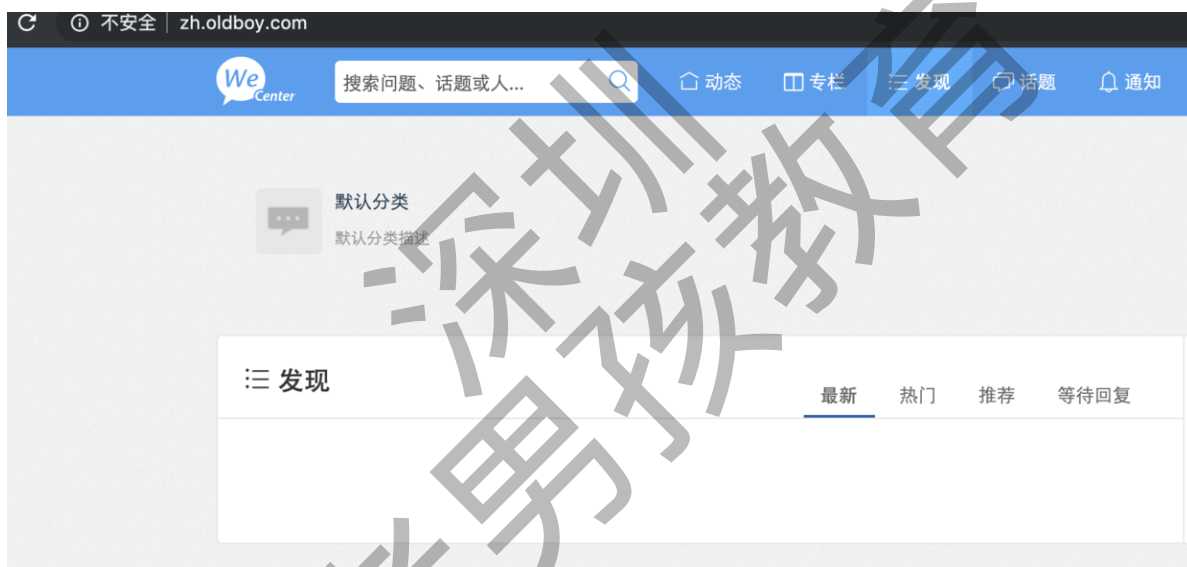 不安全 zh.oldboy.com
We Center
搜索问题、话题或人...
动态 专栏 发现 话题 通知
默认分类
默认分类描述
发现
最新 热门 推荐 等待回复
深圳
老男孩教育